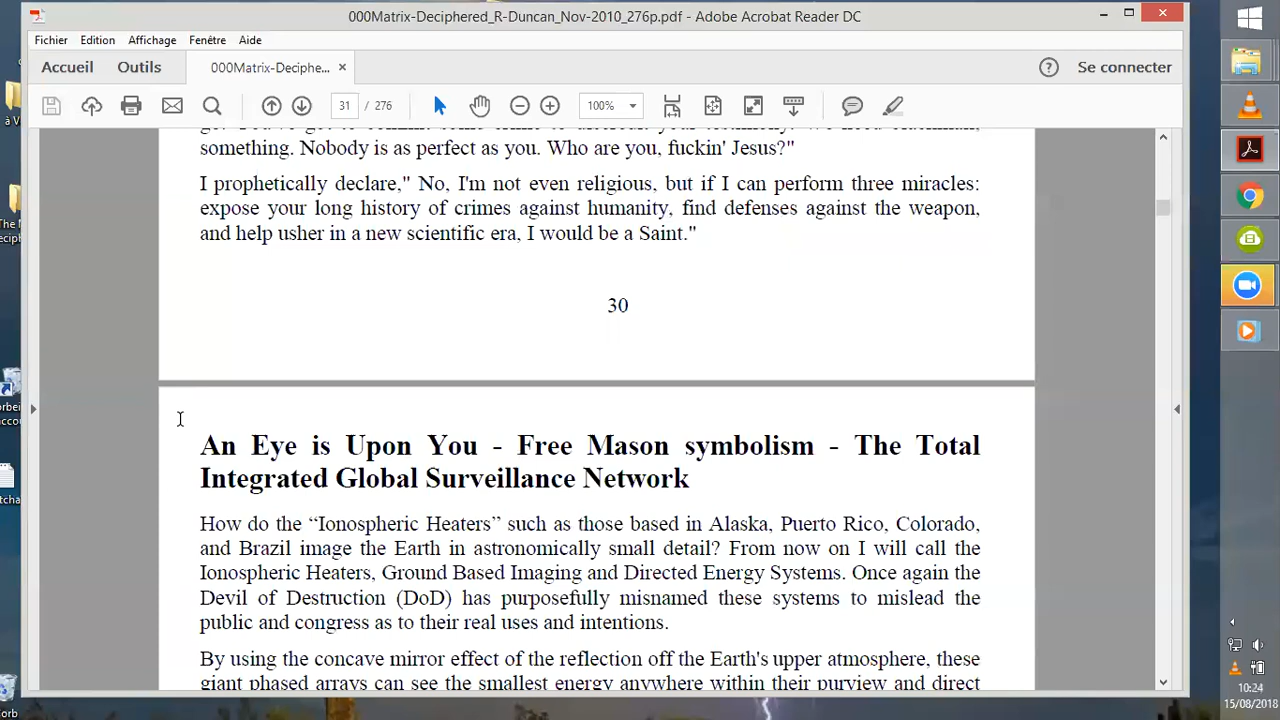 000Matrix-Deciphered_R-Duncan_Nov-2010_276p.pdf - Adobe Acrobat Reader DC
Fichier Edition Affichage Fenêtre Aide
Accueil Outils 000Matrix-Deciphe... × ? Se connecter
31 / 276 100%
something. Nobody is as perfect as you. Who are you, fuckin' Jesus?"
I prophetically declare," No, I'm not even religious, but if I can perform three miracles:
expose your long history of crimes against humanity, find defenses against the weapon,
and help usher in a new scientific era, I would be a Saint."
30
An Eye is Upon You - Free Mason symbolism - The Total
Integrated Global Surveillance Network
How do the “Ionospheric Heaters” such as those based in Alaska, Puerto Rico, Colorado,
and Brazil image the Earth in astronomically small detail? From now on I will call the
Ionospheric Heaters, Ground Based Imaging and Directed Energy Systems. Once again the
Devil of Destruction (DoD) has purposefully misnamed these systems to mislead the
public and congress as to their real uses and intentions.
By using the concave mirror effect of the reflection off the Earth's upper atmosphere, these
giant phased arrays can see the smallest energy anywhere within their purview and direct
10:24
15/08/2018